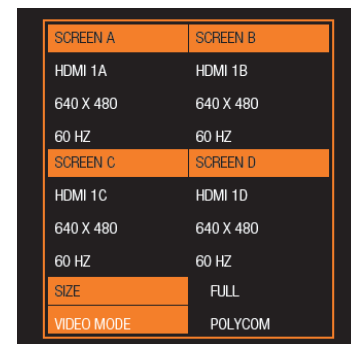 SCREEN A SCREEN B
HDMI 1A HDMI 1B
640 X 480 640 X 480
60 HZ 60 HZ
SCREEN C SCREEN D
HDMI 1C HDMI 1D
640 X 480 640 X 480
60 HZ 60 HZ
SIZE FULL
VIDEO MODE POLYCOM